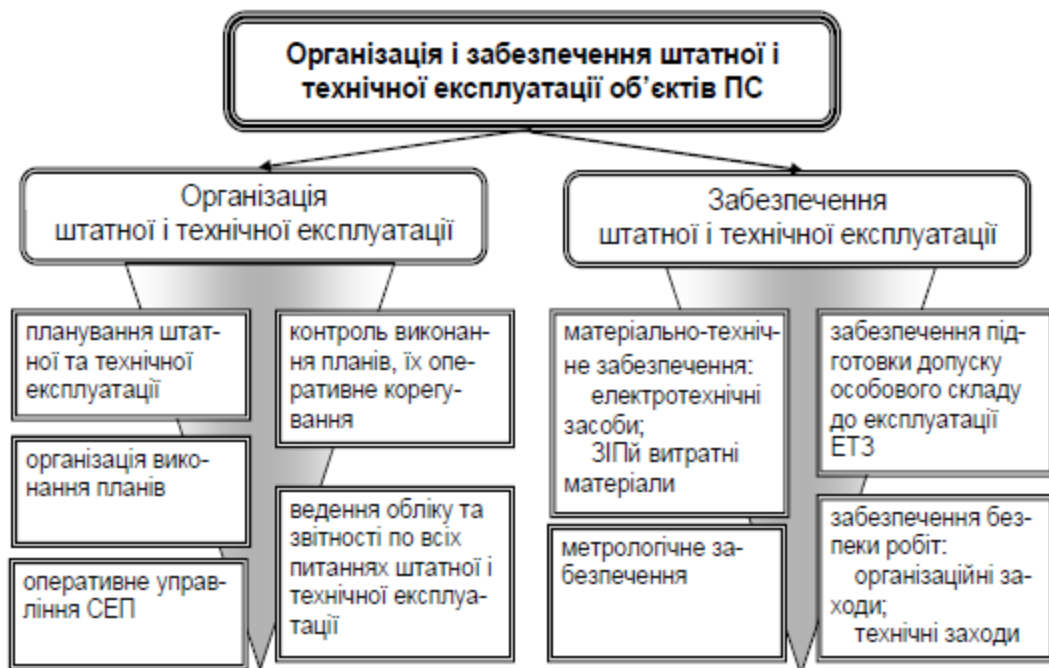 Організація і забезпечення штатної і
технічної експлуатації об’єктів ПС
Організація
штатної і технічної експлуатації
планування штат-
ної та технічної
експлуатації
організація вико-
нання планів
оперативне управ-
ління СЕП
контроль виконан-
ня планів, їх опе-
ративне корегу-
вання
ведення обліку та
звітності по всіх
питаннях штатної і
технічної експлуа-
тації
Забезпечення
штатної і технічної експлуатації
матеріально-техніч-
не забезпечення:
електротехнічні
засоби;
ЗІПй витратні
матеріали
метрологічне за-
безпечення
забезпечення під-
готовки допуску
особового складу
до експлуатації
ЕТЗ
забезпечення без-
пеки робіт:
організаційні за-
ходи;
технічні заходи